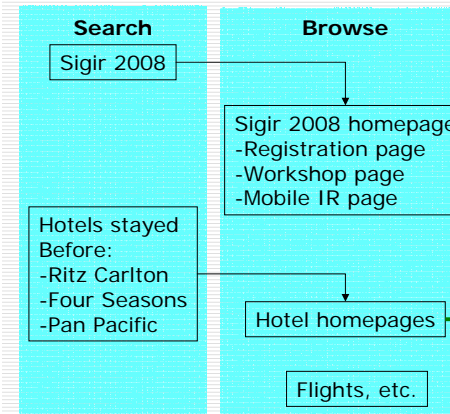 Search
Sigir 2008
Hotels stayed
Before:
-Ritz Carlton
-Four Seasons
-Pan Pacific
Browse
Sigir 2008 homepage
-Registration page
-Workshop page
-Mobile IR page
Hotel homepages
Flights, etc.